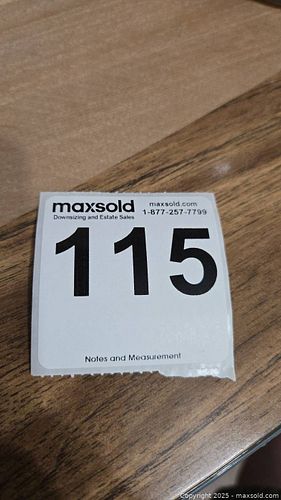 maxsold maxsold.com
Downsizing and Estate Sales 1-877-257-7799
115
Notes and Measurement
Copyright 2025 - maxsold.com